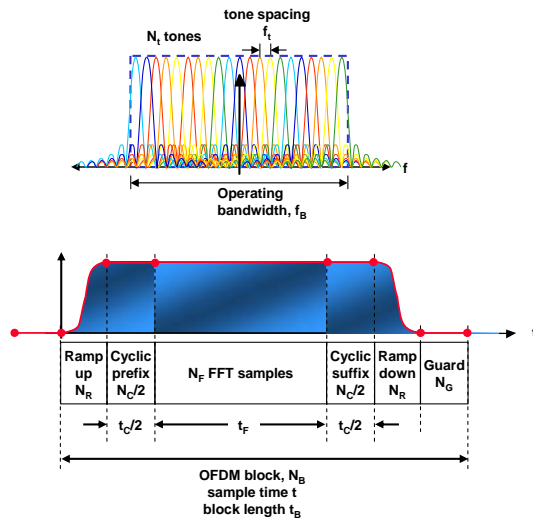 tone spacing
f_t
N_t tones
f
Operating
bandwidth, f_B
t
Ramp
up
N_R
Cyclic
prefix
N_C/2
N_F FFT samples
Cyclic
suffix
N_C/2
Ramp
down
N_R
Guard
N_G
t_C/2
t_F
t_C/2
OFDM block, N_B
sample time t
block length t_B